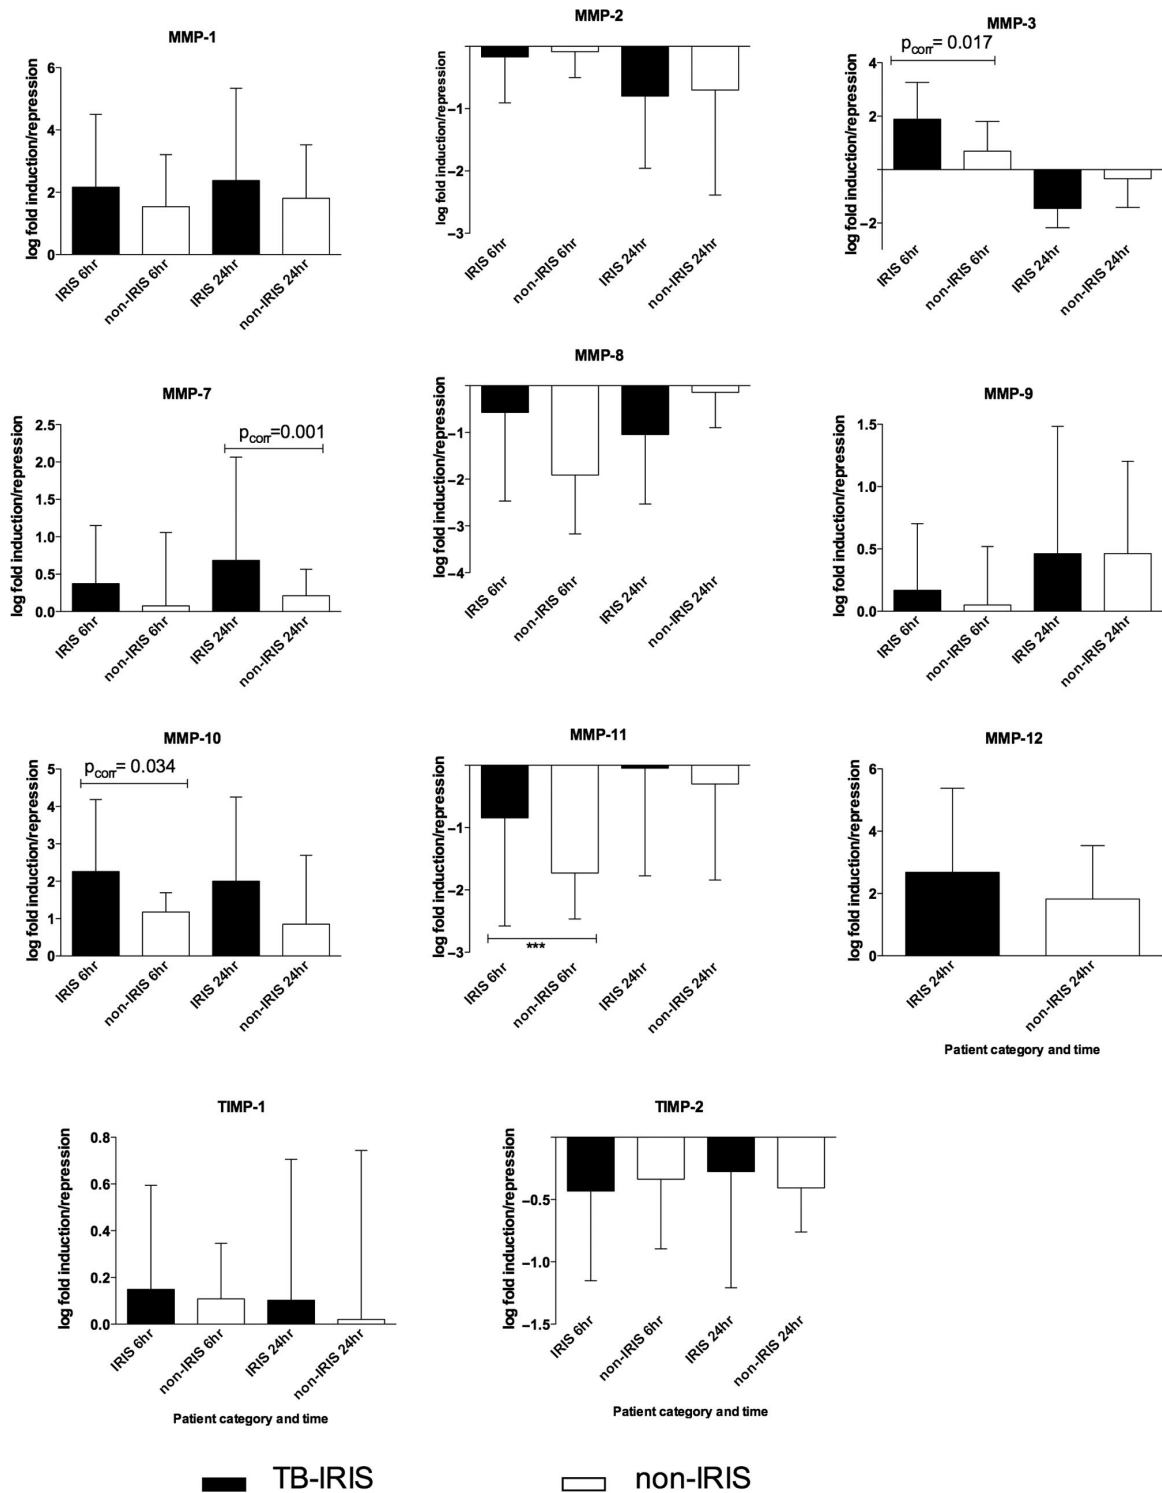 MMP-1
log fold induction/repression
6
4
2
0
IRIS 6hr
non-IRIS 6hr
IRIS 24hr
non-IRIS 24hr
MMP-2
log fold induction/repression
−1
−2
−3
IRIS 6hr
non-IRIS 6hr
IRIS 24hr
non-IRIS 24hr
MMP-3
pcorr= 0.017
log fold induction/repression
4
2
−2
IRIS 6hr
non-IRIS 6hr
IRIS 24hr
non-IRIS 24hr
MMP-7
pcorr=0.001
log fold induction/repression
2.5
2.0
1.5
1.0
0.5
0.0
IRIS 6hr
non-IRIS 6hr
IRIS 24hr
non-IRIS 24hr
MMP-8
log fold induction/repression
−1
−2
−3
−4
IRIS 6hr
non-IRIS 6hr
IRIS 24hr
non-IRIS 24hr
MMP-9
log fold induction/repression
1.5
1.0
0.5
0.0
IRIS 6hr
non-IRIS 6hr
IRIS 24hr
non-IRIS 24hr
MMP-10
pcorr= 0.034
log fold induction/repression
5
4
3
2
1
0
IRIS 6hr
non-IRIS 6hr
IRIS 24hr
non-IRIS 24hr
MMP-11
log fold induction/repression
−1
−2
−3
***
IRIS 6hr
non-IRIS 6hr
IRIS 24hr
non-IRIS 24hr
MMP-12
log fold induction/repression
6
4
2
0
IRIS 24hr
non-IRIS 24hr
Patient category and time
TIMP-1
log fold induction/repression
0.8
0.6
0.4
0.2
0.0
IRIS 6hr
non-IRIS 6hr
IRIS 24hr
non-IRIS 24hr
Patient category and time
TIMP-2
log fold induction/repression
−0.5
−1.0
−1.5
IRIS 6hr
non-IRIS 6hr
IRIS 24hr
non-IRIS 24hr
Patient category and time
TB-IRIS
non-IRIS